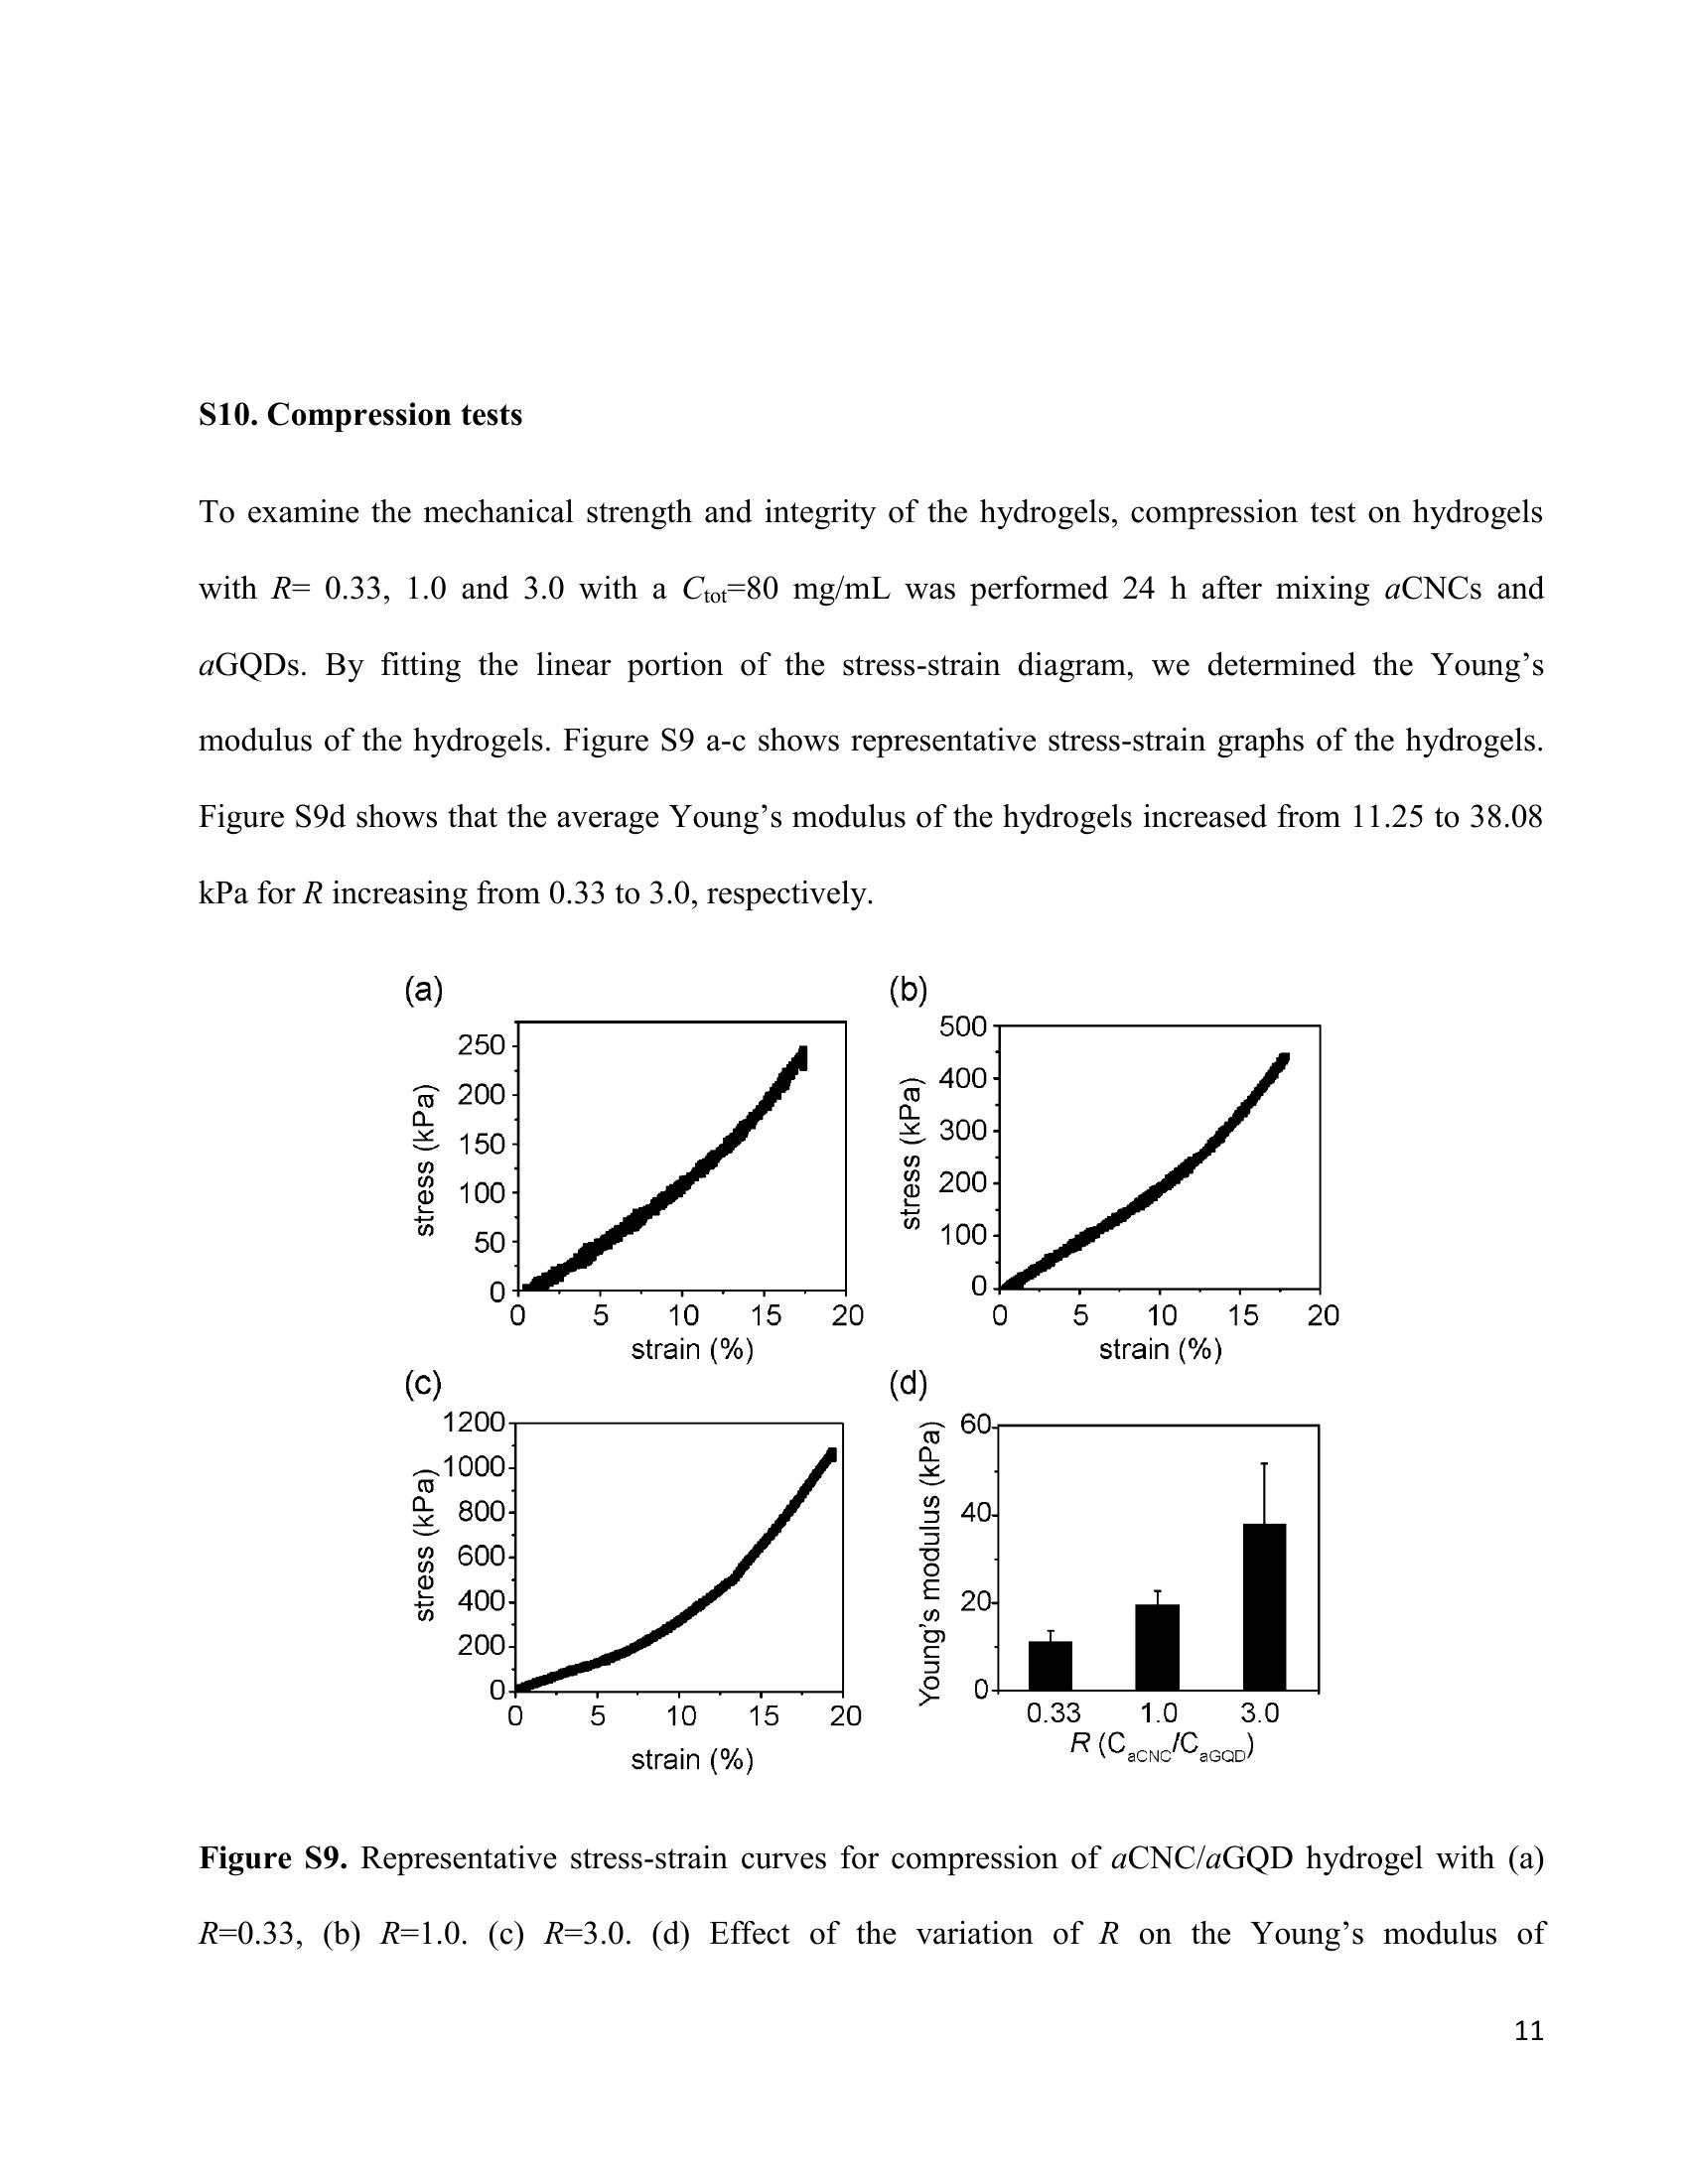 S10. Compression tests
To examine the mechanical strength and integrity of the hydrogels, compression test on hydrogels
with R= 0.33, 1.0 and 3.0 with a Ctot=80 mg/mL was performed 24 h after mixing aCNCs and
aGQDs. By fitting the linear portion of the stress-strain diagram, we determined the Young’s
modulus of the hydrogels. Figure S9 a-c shows representative stress-strain graphs of the hydrogels.
Figure S9d shows that the average Young’s modulus of the hydrogels increased from 11.25 to 38.08
kPa for R increasing from 0.33 to 3.0, respectively.
(a)
250
200
150
100
50
0
stress (kPa)
0 5 10 15 20
strain (%)
(b)
500
400
300
200
100
0
stress (kPa)
0 5 10 15 20
strain (%)
(c)
1200
1000
800
600
400
200
0
stress (kPa)
0 5 10 15 20
strain (%)
(d)
60
40
20
0
Young’s modulus (kPa)
0.33 1.0 3.0
R (CaCNC/CaGQD)
Figure S9. Representative stress-strain curves for compression of aCNC/aGQD hydrogel with (a)
R=0.33, (b) R=1.0. (c) R=3.0. (d) Effect of the variation of R on the Young’s modulus of
11